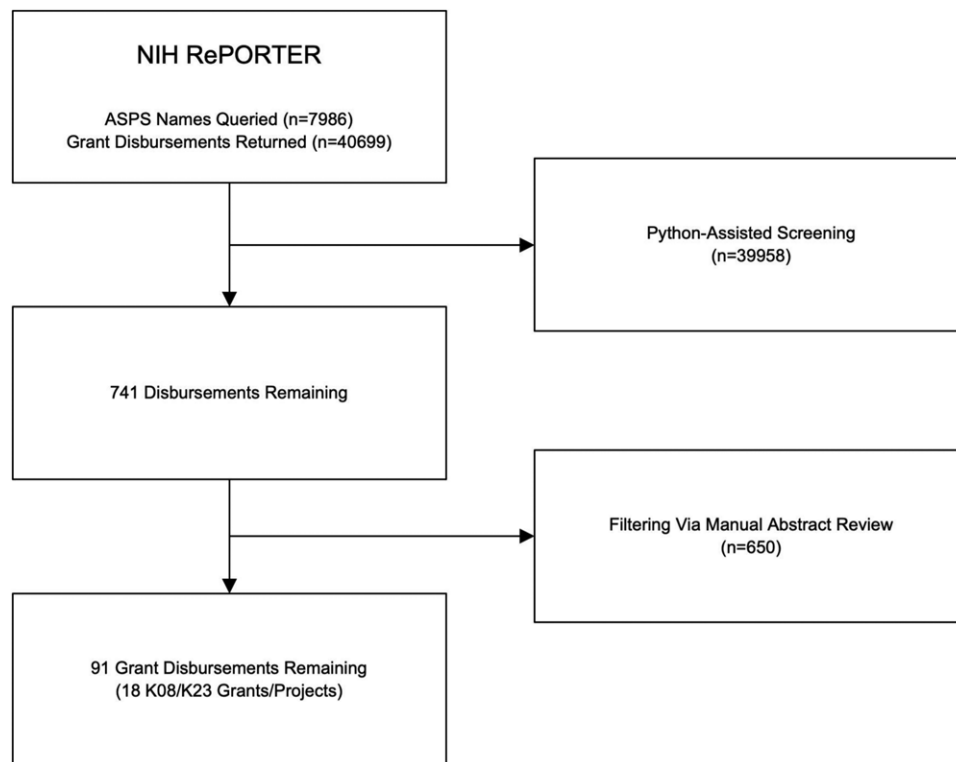 NIH RePORTER
ASPS Names Queried (n=7986)
Grant Disbursements Returned (n=40699)
Python-Assisted Screening
(n=39958)
741 Disbursements Remaining
Filtering Via Manual Abstract Review
(n=650)
91 Grant Disbursements Remaining
(18 K08/K23 Grants/Projects)